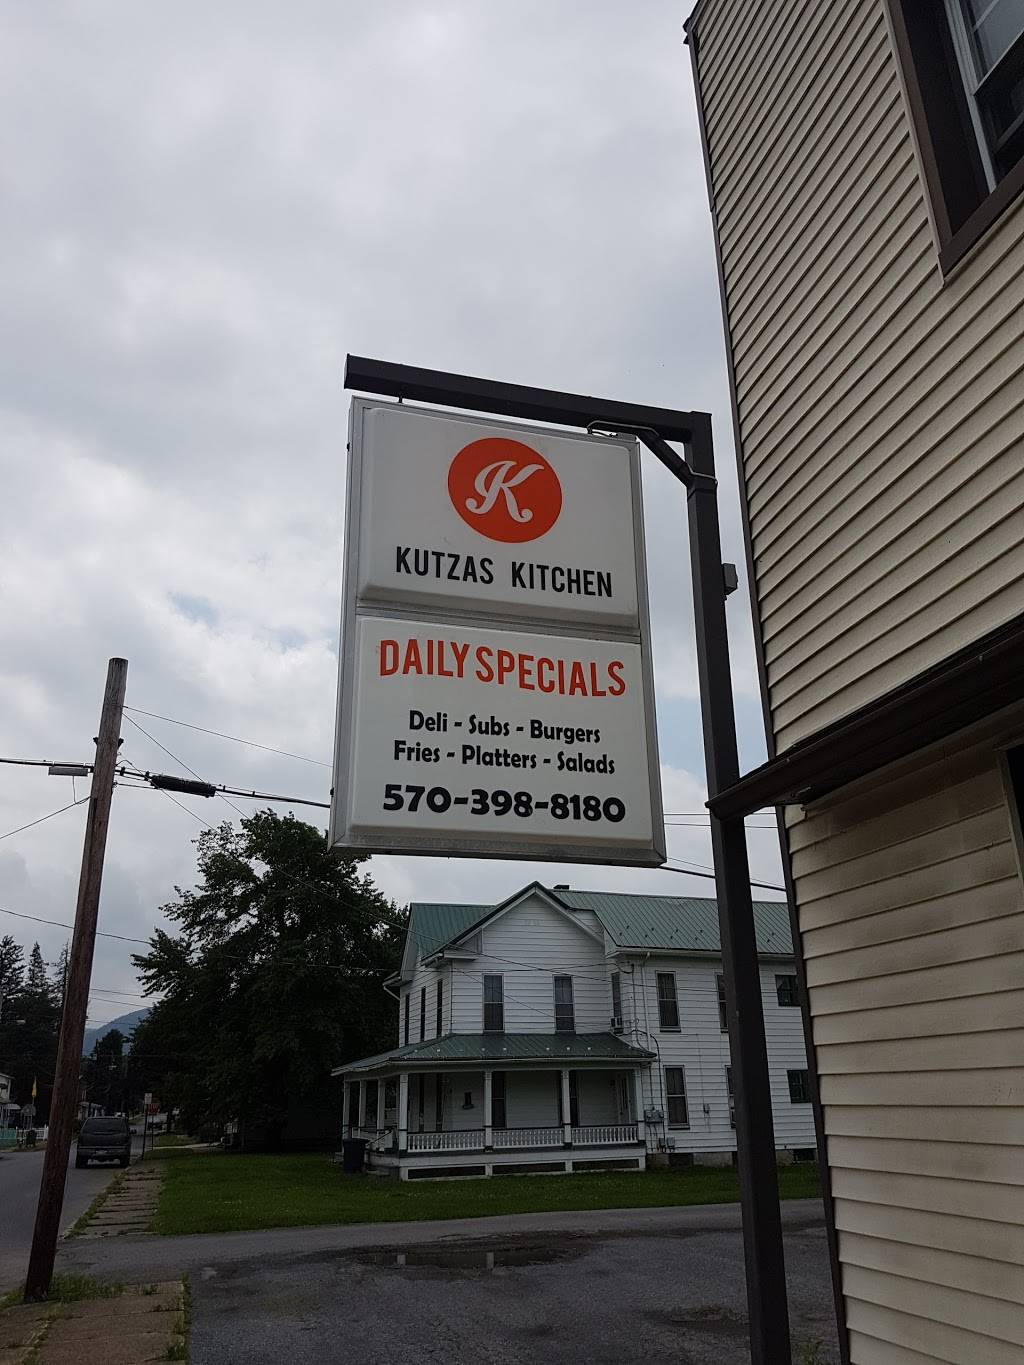 K
KUTZAS KITCHEN
DAILY SPECIALS
Deli - Subs - Burgers
Fries - Platters - Salads
570-398-8180